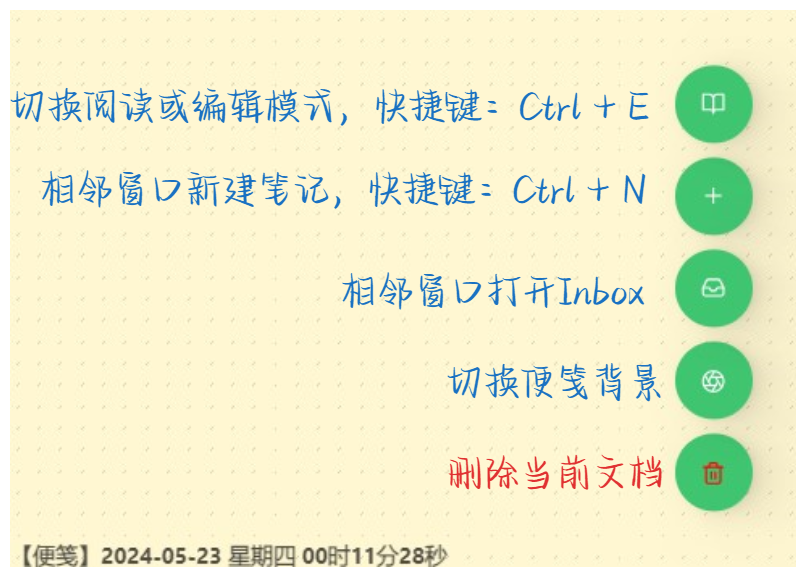 切换阅读或编辑模式，快捷键：Ctrl + E
相邻窗口新建笔记，快捷键：Ctrl + N
相邻窗口打开Inbox
切换便笺背景
删除当前文档
【便笺】2024-05-23 星期四 00时11分28秒